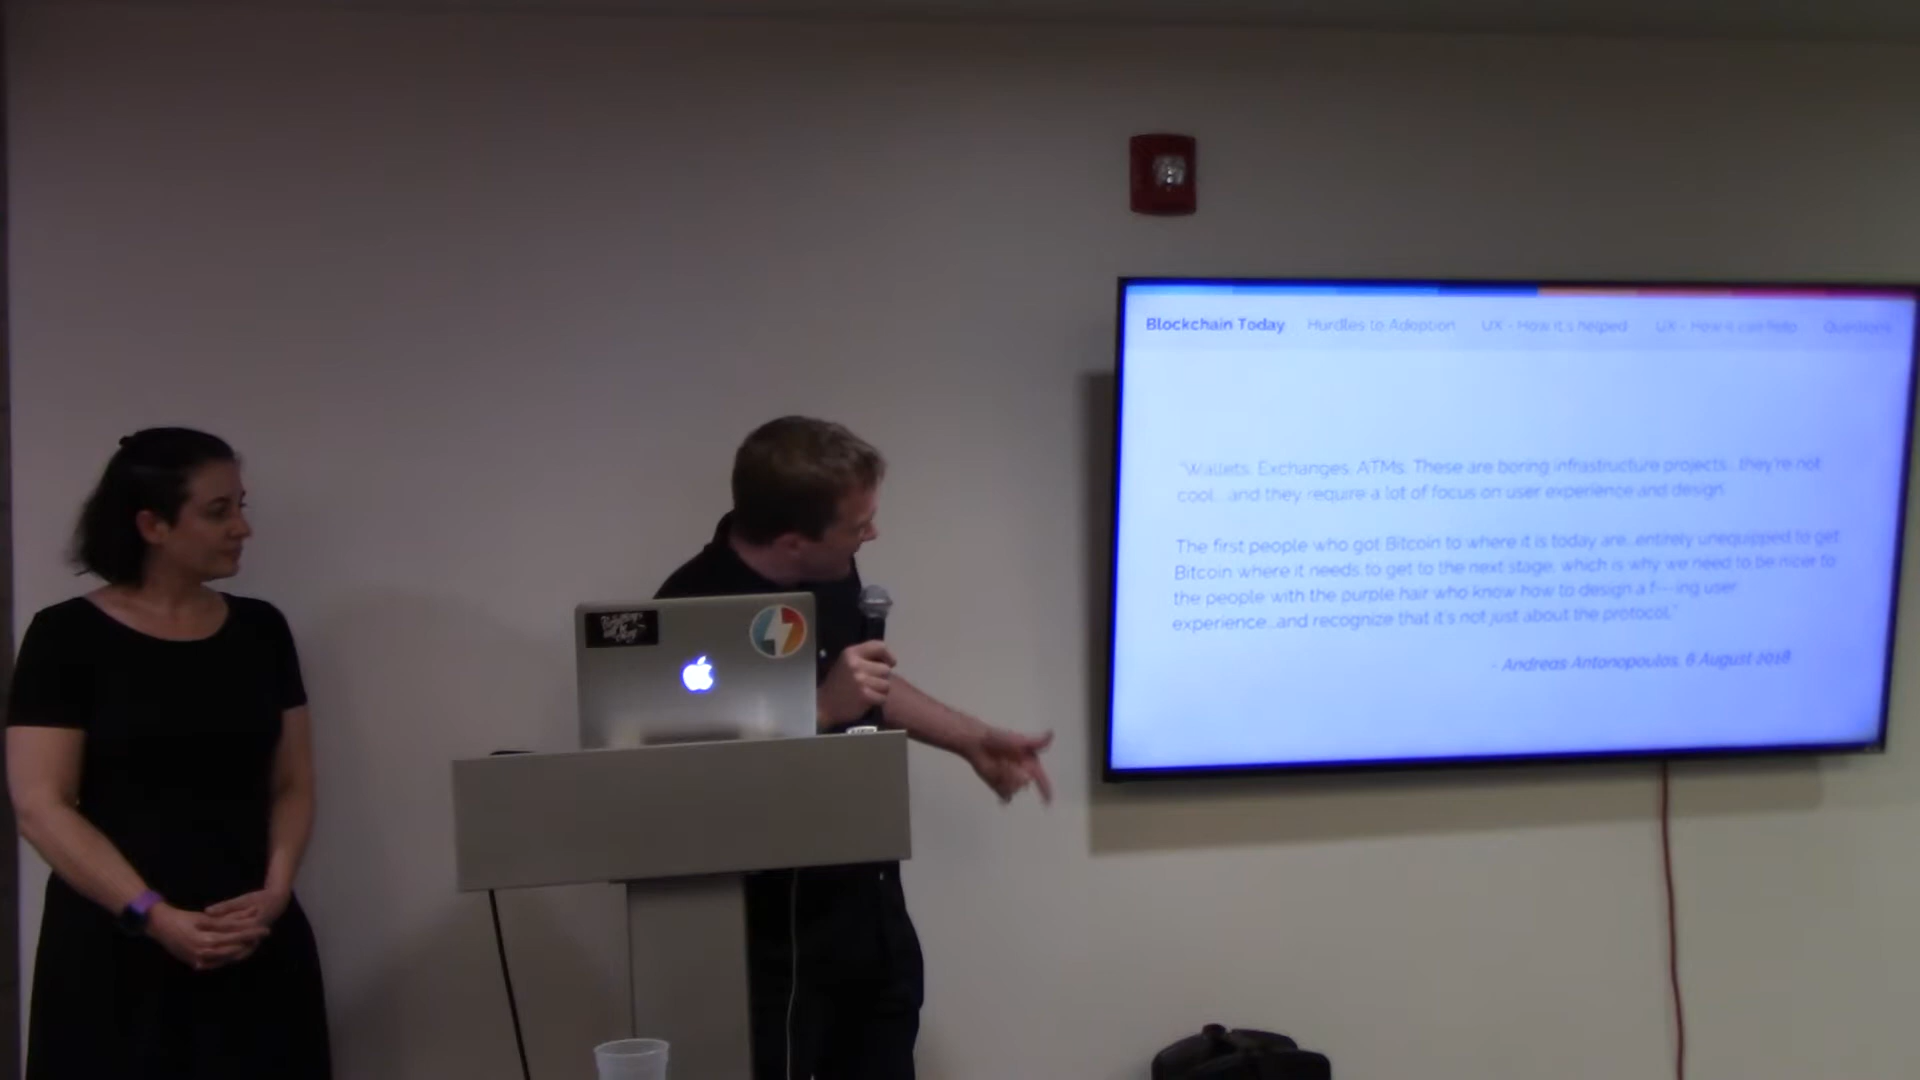 Blockchain Today Hurdles to Adoption UX - How it's helped UX - How it can help Questions
"Wallets. Exchanges. ATMs. These are boring infrastructure projects...they're not
cool...and they require a lot of focus on user experience and design.
The first people who got Bitcoin to where it is today are...entirely unequipped to get
Bitcoin where it needs to get to the next stage, which is why we need to be nicer to
the people with the purple hair who know how to design a f---ing user
experience...and recognize that it's not just about the protocol."
- Andreas Antonopoulos, 6 August 2018